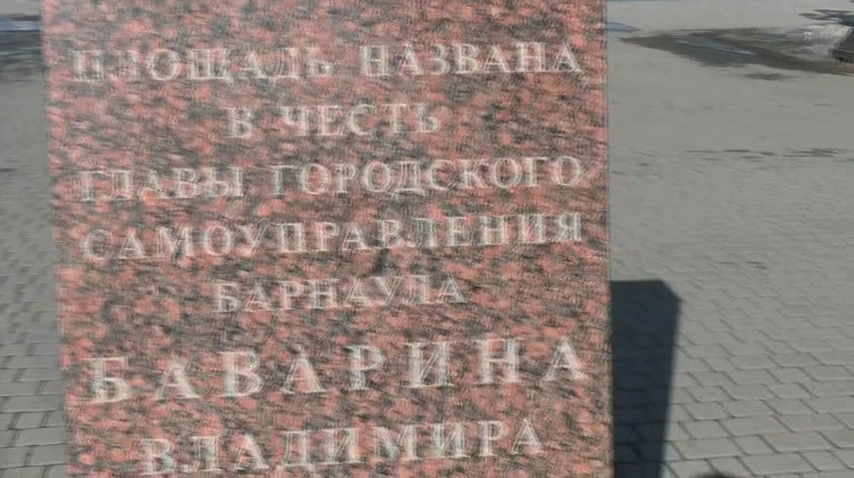 ПЛОЩАДЬ НАЗВАНА
В ЧЕСТЬ
ГЛАВЫ ГОРОДСКОГО
САМОУПРАВЛЕНИЯ
БАРНАУЛА
БАВАРИНА
ВЛАДИМИРА